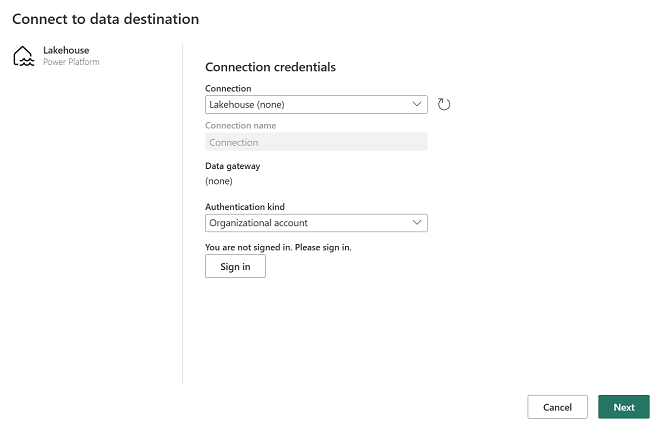 Connect to data destination
Lakehouse
Power Platform
Connection credentials
Connection
Lakehouse (none)
Connection name
Connection
Data gateway
(none)
Authentication kind
Organizational account
You are not signed in. Please sign in.
Sign in
Cancel
Next